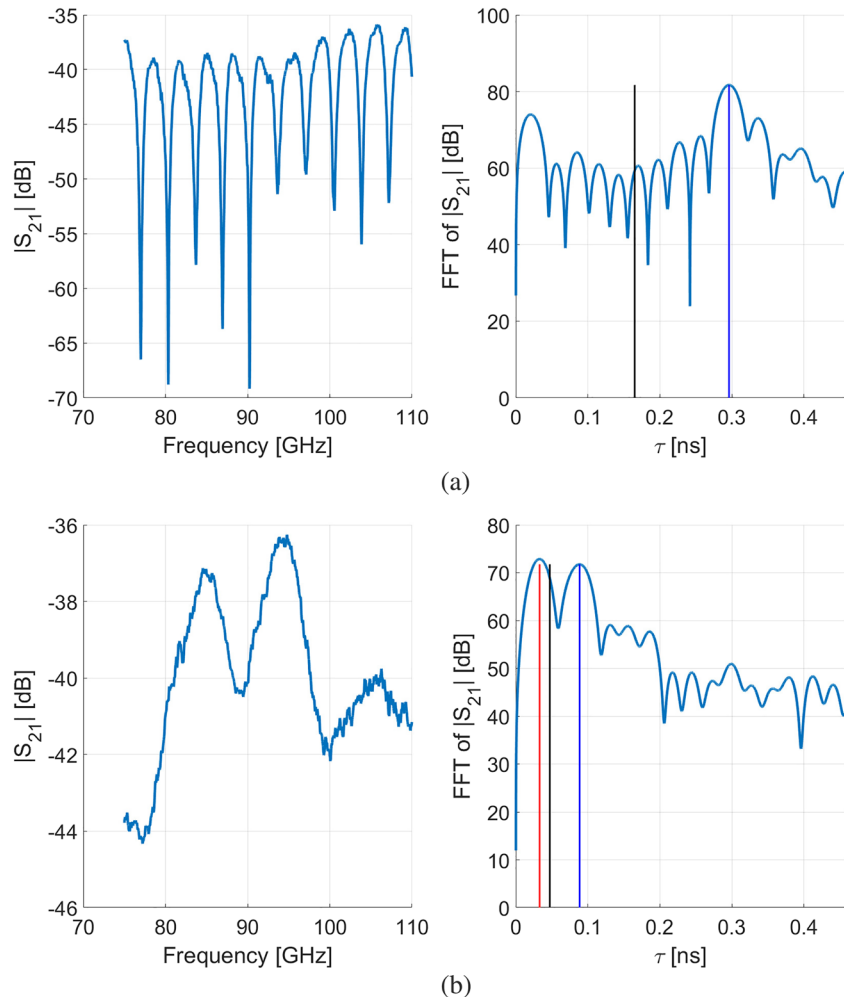 -35
-40
-45
-50
-55
-60
-65
-70
|S21| [dB]
70 80 90 100 110
Frequency [GHz]
100
80
60
40
20
0
FFT of |S21| [dB]
0 0.1 0.2 0.3 0.4
τ [ns]
(a)
-36
-38
-40
-42
-44
-46
|S21| [dB]
70 80 90 100 110
Frequency [GHz]
80
70
60
50
40
30
20
10
0
FFT of |S21| [dB]
0 0.1 0.2 0.3 0.4
τ [ns]
(b)